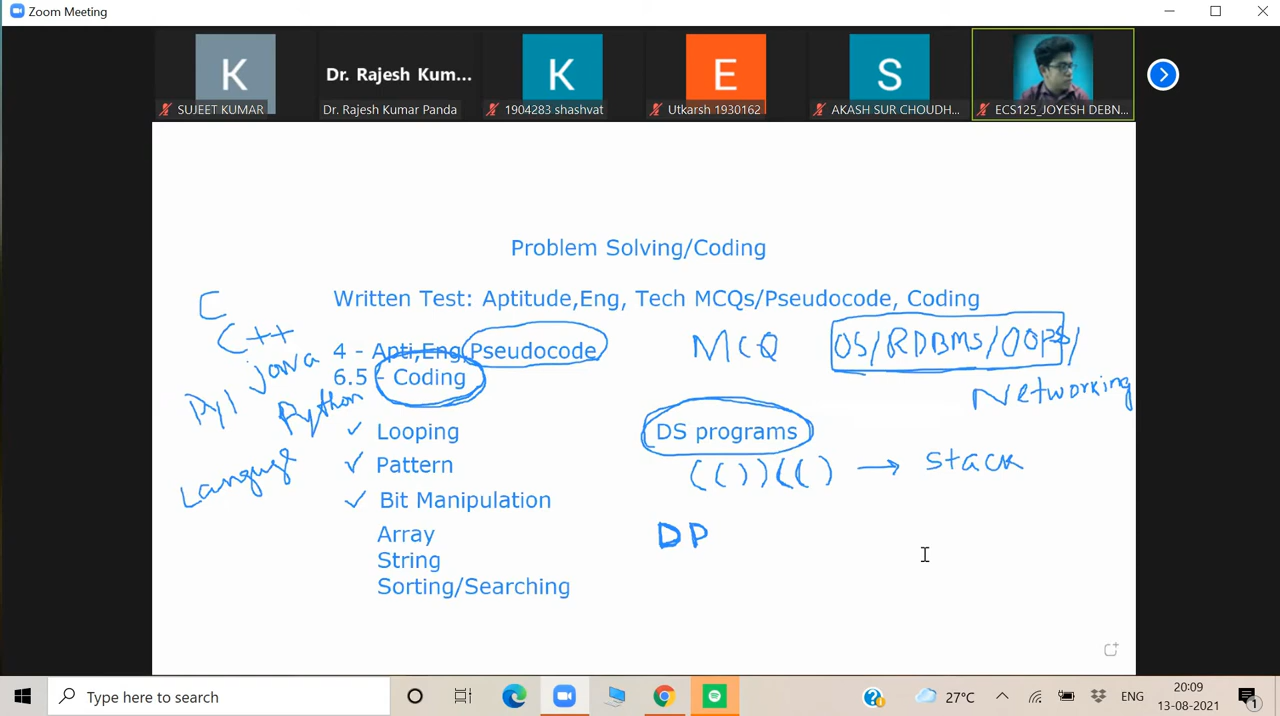 Zoom Meeting
K
Dr. Rajesh Kum...
K
E
S
SUJEET KUMAR
Dr. Rajesh Kumar Panda
1904283 shashvat
Utkarsh 1930162
AKASH SUR CHOUDH...
ECS125_JOYESH DEBN...
Problem Solving/Coding
Written Test: Aptitude,Eng, Tech MCQs/Pseudocode, Coding
C
C++
java
Python
Language
4 - Apti,Eng,Pseudocode
6.5 - Coding
MCQ
OS/RDBMS/OOPS/
Networking
Looping
Pattern
Bit Manipulation
Array
String
Sorting/Searching
DS programs
(())(() → stack
DP
Type here to search
27°C
ENG
20:09
13-08-2021
1